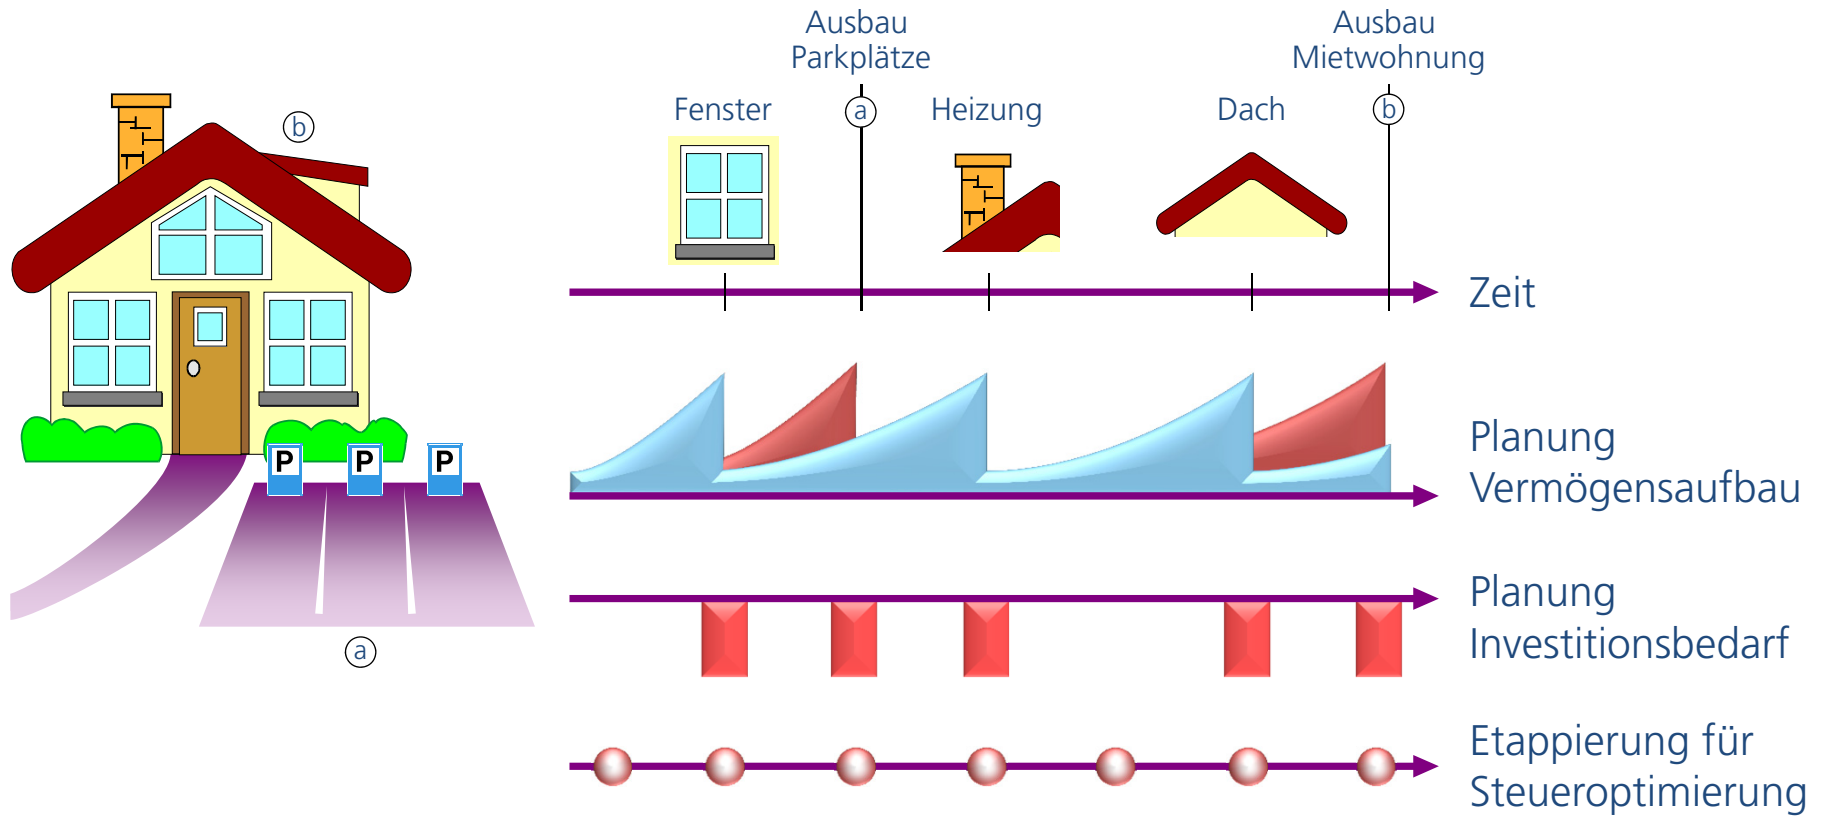 Ausbau
Parkplätze
Ausbau
Mietwohnung
Fenster
a
Heizung
Dach
b
b
Zeit
Planung
Vermögensaufbau
P P P
Planung
Investitionsbedarf
a
Etappierung für
Steueroptimierung